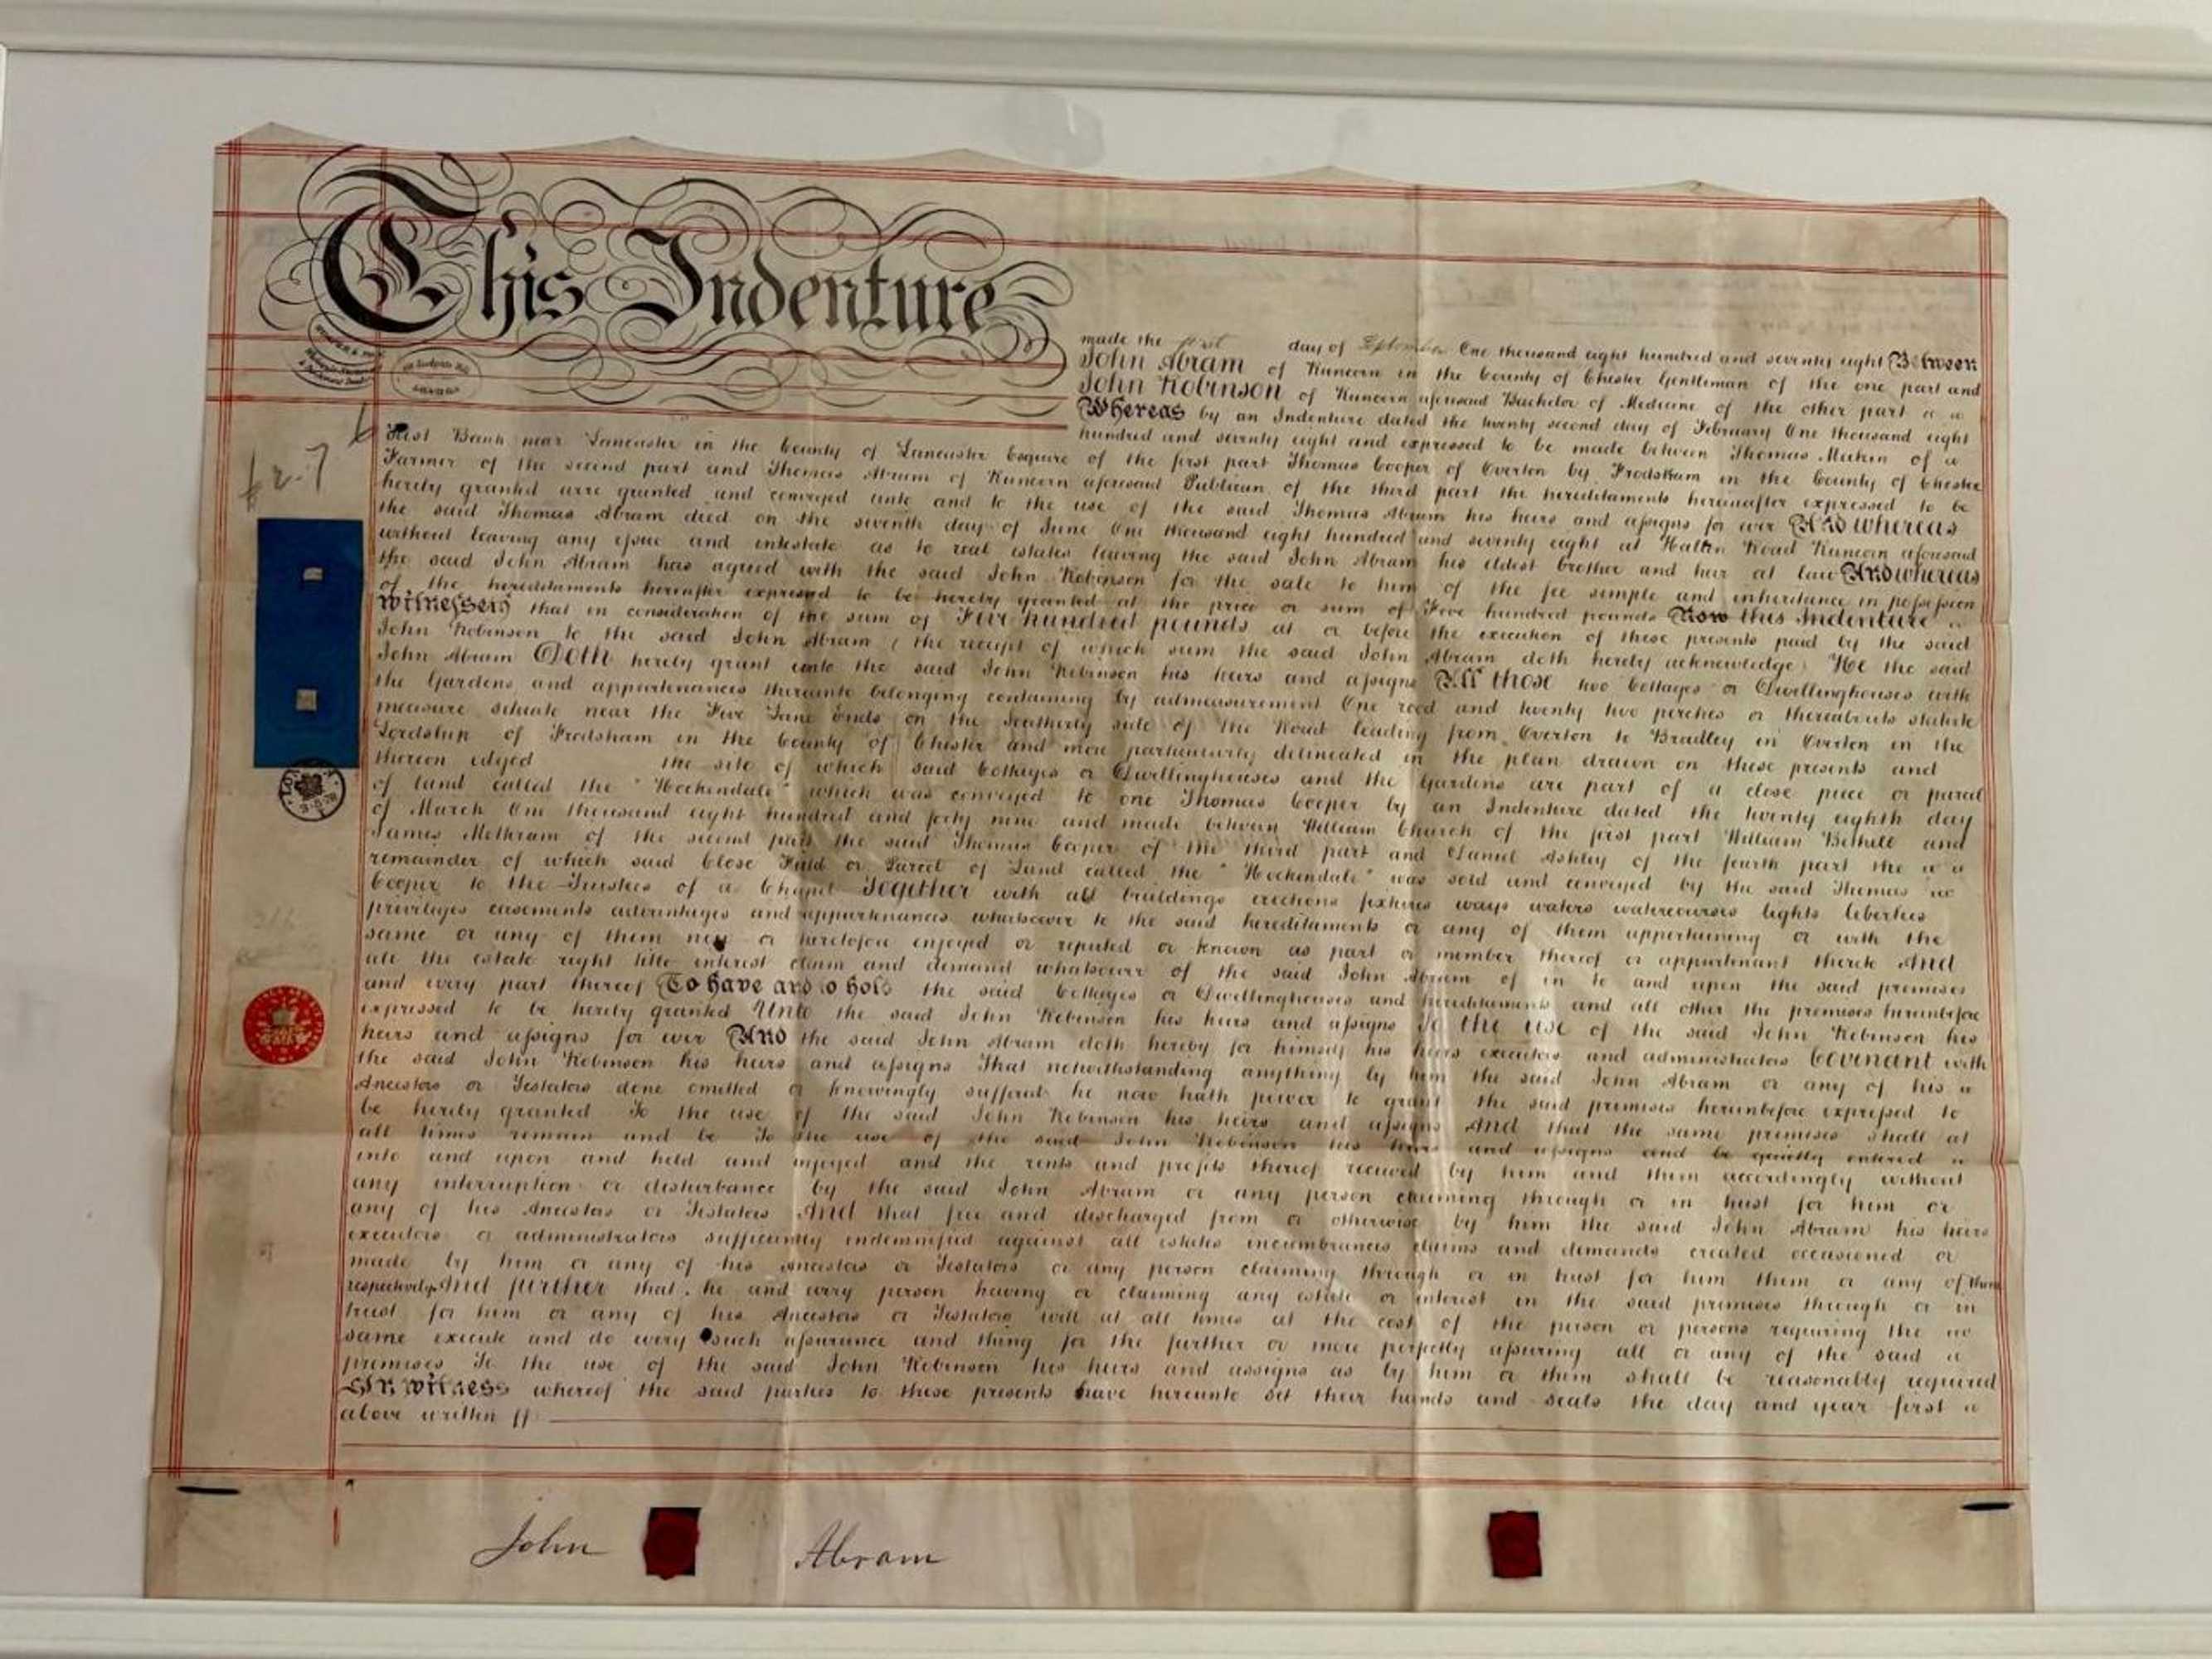 This Indenture
made the first day of September One thousand eight hundred and seventy eight Between
John Abram of Runcorn in the County of Chester Gentleman of the one part and
John Robinson of Runcorn aforesaid Bachelor of Medicine of the other part
Whereas by an Indenture dated the twenty second day of February One thousand eight
hundred and seventy eight and expressed to be made between Thomas of
Bank near Lancaster in the County of Lancaster Esquire of the first part Thomas Cooper of Overton by Frodsham in the County of Chester
Farmer of the second part and Thomas Abram of Runcorn aforesaid Publican of the third part the hereditaments hereinafter expressed to be
hereby granted were granted and conveyed unto and to the use of the said Thomas Abram his heirs and assigns for ever And whereas
the said Thomas Abram died on the seventh day of June One thousand eight hundred and seventy eight at Road Runcorn aforesaid
without leaving any issue and intestate as to real estates leaving the said John Abram his eldest brother and heir at law And whereas
the said John Abram has agreed with the said John Robinson for the sale to him of the fee simple and inheritance in possession
of the hereditaments hereafter expressed to be hereby granted at the price or sum of Five hundred pounds Now this Indenture
witnesseth that in consideration of the sum of Five hundred pounds at or before the execution of these presents paid by the said
John Robinson to the said John Abram (the receipt of which sum the said John Abram doth hereby acknowledge) He the said
John Abram Doth hereby grant unto the said John Robinson his heirs and assigns All those two Cottages or Dwellinghouses with
the Gardens and appurtenances thereunto belonging containing by admeasurement One rood and twenty two perches or thereabouts statute
measure situate near the Five Lane Ends on the Southerly side of the Road leading from Overton to Bradley in Overton in the
Lordship of Frodsham in the County of Chester and more particularly delineated in the plan drawn on these presents and
thereon edged the site of which said Cottages or Dwellinghouses and the Gardens are part of a close piece or parcel
of land called the "Hockendale" which was conveyed to one Thomas Cooper by an Indenture dated the twenty eighth day
of March One thousand eight hundred and forty nine and made between William Church of the first part William Bethell and
James of the second part the said Thomas Cooper of the third part and Daniel Ashley of the fourth part the
remainder of which said Close Field or Parcel of Land called the "Hockendale" was sold and conveyed by the said Thomas
Cooper to the Trustees of a Chapel Together with all buildings erections fixtures ways waters watercourses lights liberties
privileges easements advantages and appurtenances whatsoever to the said hereditaments or any of them appertaining or with the
same or any of them now or heretofore enjoyed or reputed or known as part or member thereof or appurtenant thereto And
all the estate right title interest claim and demand whatsoever of the said John Abram of in to and upon the said premises
and every part thereof To have and to hold the said Cottages or Dwellinghouses and hereditaments and all other the premises hereinbefore
expressed to be hereby granted Unto the said John Robinson his heirs and assigns To the use of the said John Robinson his
heirs and assigns for ever And the said John Abram doth hereby for himself his heirs executors and administrators Covenant with
the said John Robinson his heirs and assigns That notwithstanding anything by him the said John Abram or any of his
Ancestors or Testators done omitted or knowingly suffered he now hath power to grant the said premises hereinbefore expressed to
be hereby granted To the use of the said John Robinson his heirs and assigns And that the same premises shall at
all times remain and be To the use of the said John Robinson his heirs and assigns and be quietly entered
into and upon and held and enjoyed and the rents and profits thereof received by him and them accordingly without
any interruption or disturbance by the said John Abram or any person claiming through or in trust for him or
any of his Ancestors or Testators And that free and discharged from or otherwise by him the said John Abram his heirs
executors or administrators sufficiently indemnified against all estates incumbrances claims and demands created occasioned or
made by him or any of his Ancestors or Testators or any person claiming through or in trust for him them or any of them
respectively And further that he and every person having or claiming any estate or interest in the said premises through or in
trust for him or any of his Ancestors or Testators will at all times at the cost of the person or persons requiring the
same execute and do every such assurance and thing for the further or more perfectly assuring all or any of the said
premises To the use of the said John Robinson his heirs and assigns as by him or them shall be reasonably required
In witness whereof the said parties to these presents have hereunto set their hands and seals the day and year first
above written
John Abram